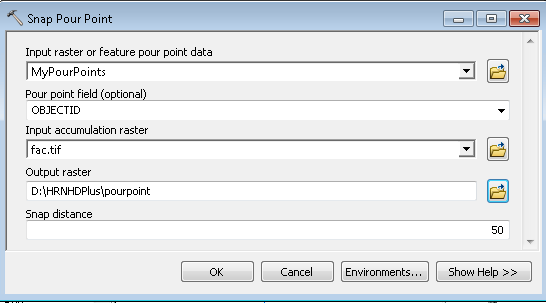 Snap Pour Point
Input raster or feature pour point data
MyPourPoints
Pour point field (optional)
OBJECTID
Input accumulation raster
fac.tif
Output raster
D:\HRNHDPlus\pourpoint
Snap distance
50
OK Cancel Environments... Show Help >>